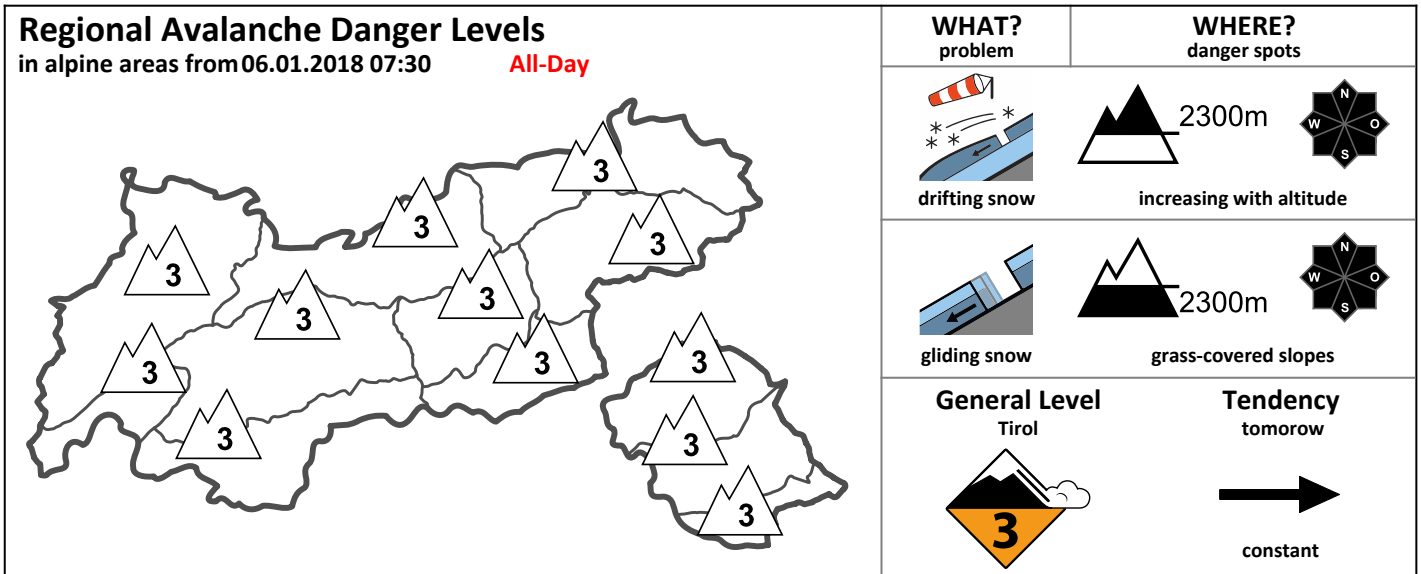 Regional Avalanche Danger Levels
in alpine areas from 06.01.2018 07:30 All-Day
3
3
3
3
3
3
3
3
3
3
3
3
WHAT?
problem
WHERE?
danger spots
2300m
N
W O
S
drifting snow
increasing with altitude
2300m
N
W O
S
gliding snow
grass-covered slopes
General Level
Tirol
3
Tendency
tomorow
constant